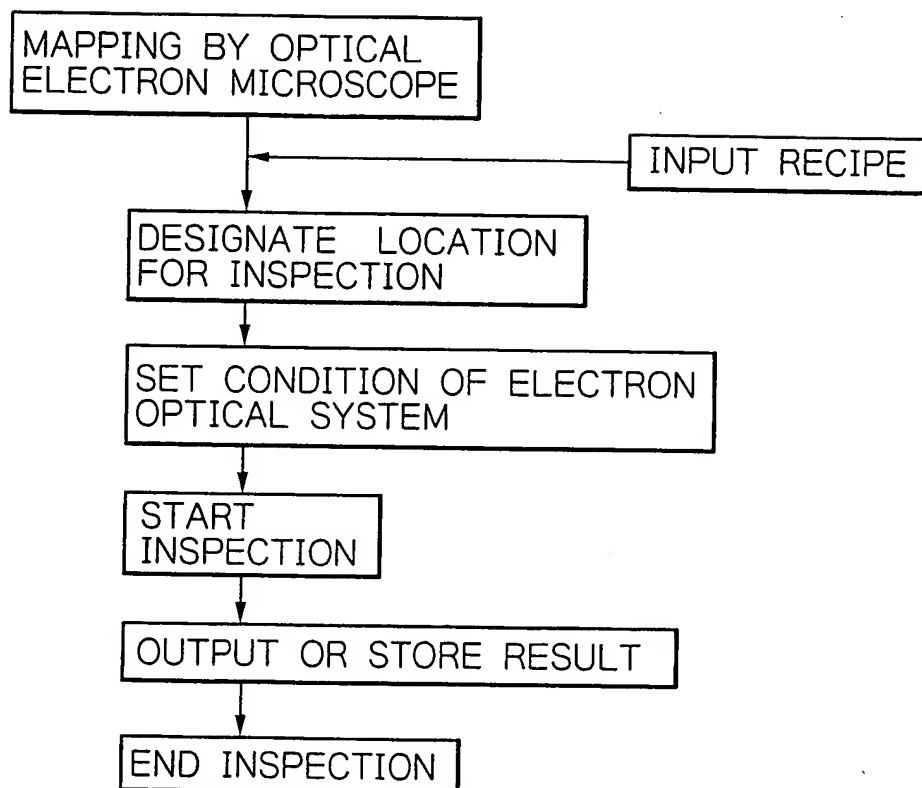 MAPPING BY OPTICAL
ELECTRON MICROSCOPE
INPUT RECIPE
DESIGNATE LOCATION
FOR INSPECTION
SET CONDITION OF ELECTRON
OPTICAL SYSTEM
START
INSPECTION
OUTPUT OR STORE RESULT
END INSPECTION